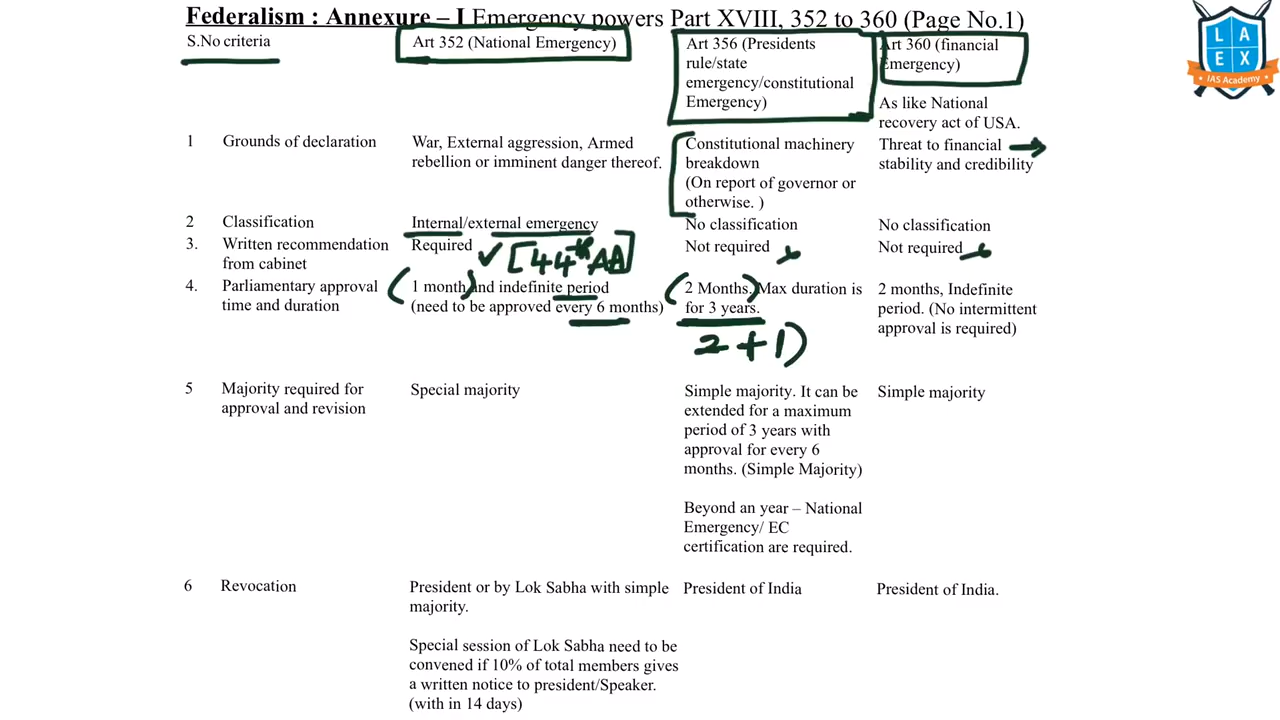 Federalism : Annexure – I Emergency powers Part XVIII, 352 to 360 (Page No.1)
L A
E X
IAS Academy
S.No criteria
Art 352 (National Emergency)
Art 356 (Presidents
rule/state
emergency/constitutional
Emergency)
Art 360 (financial
Emergency)
As like National
recovery act of USA.
1 Grounds of declaration
War, External aggression, Armed
rebellion or imminent danger thereof.
Constitutional machinery
breakdown
(On report of governor or
otherwise. )
Threat to financial
stability and credibility
2 Classification
Internal/external emergency
No classification
No classification
3. Written recommendation
from cabinet
Required
[44th AA]
Not required
Not required
4. Parliamentary approval
time and duration
1 month and indefinite period
(need to be approved every 6 months)
2 Months. Max duration is
for 3 years.
2+1)
2 months, Indefinite
period. (No intermittent
approval is required)
5 Majority required for
approval and revision
Special majority
Simple majority. It can be
extended for a maximum
period of 3 years with
approval for every 6
months. (Simple Majority)
Beyond an year – National
Emergency/ EC
certification are required.
Simple majority
6 Revocation
President or by Lok Sabha with simple
majority.
Special session of Lok Sabha need to be
convened if 10% of total members gives
a written notice to president/Speaker.
(with in 14 days)
President of India
President of India.